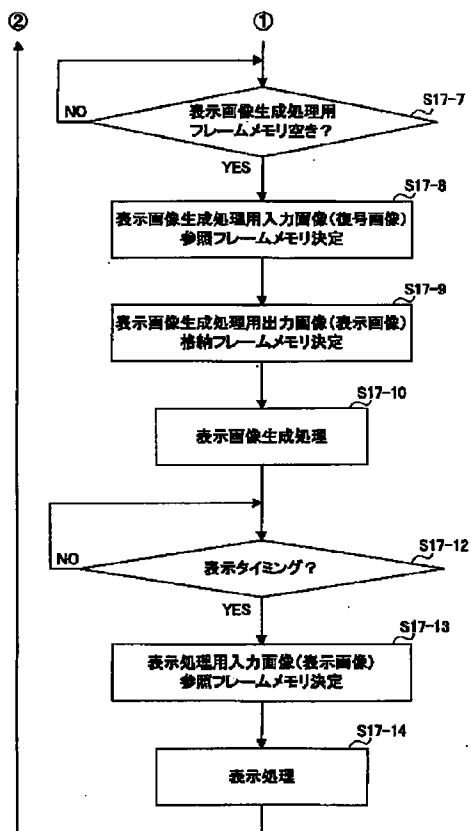 ②
①
S17-7
表示画像生成処理用
フレームメモリ空き?
NO
YES
S17-8
表示画像生成処理用入力画像(復号画像)
参照フレームメモリ決定
S17-9
表示画像生成処理用出力画像(表示画像)
格納フレームメモリ決定
S17-10
表示画像生成処理
S17-12
表示タイミング?
NO
YES
S17-13
表示処理用入力画像(表示画像)
参照フレームメモリ決定
S17-14
表示処理